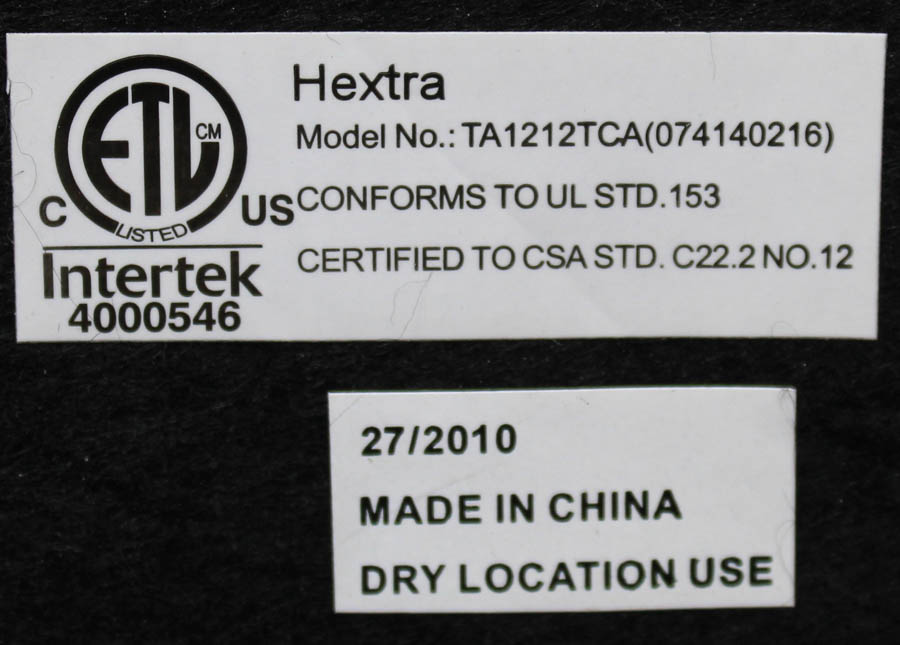 ETL CM
C US
LISTED
Intertek
4000546
Hextra
Model No.: TA1212TCA(074140216)
CONFORMS TO UL STD.153
CERTIFIED TO CSA STD. C22.2 NO.12
27/2010
MADE IN CHINA
DRY LOCATION USE